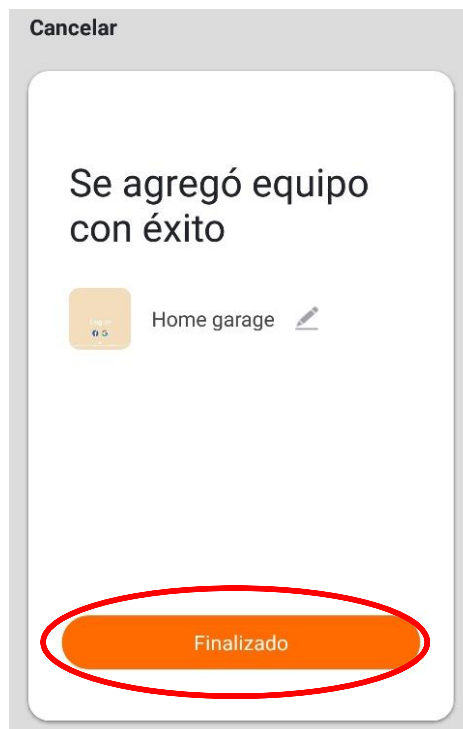 Cancelar
Se agregó equipo
con éxito
Home garage
Finalizado